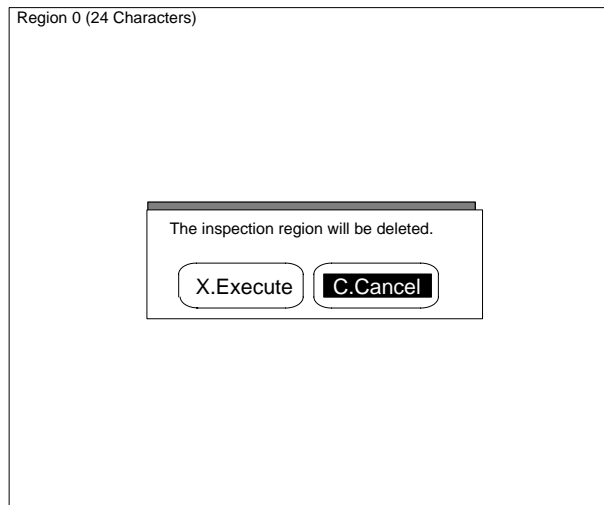 Region 0 (24 Characters)
The inspection region will be deleted.
X.Execute C.Cancel